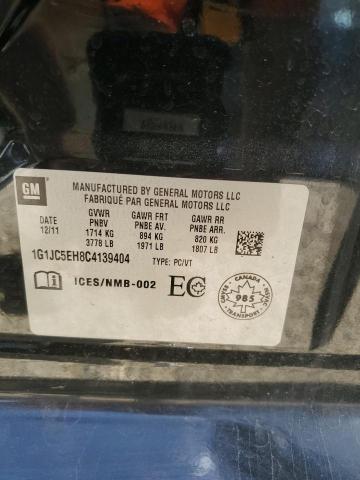 GM
MANUFACTURED BY GENERAL MOTORS LLC
FABRIQUÉ PAR GENERAL MOTORS LLC
GVWR GAWR FRT GAWR RR
DATE PNBV PNBE AV. PNBE ARR.
12/11 1714 KG 894 KG 820 KG
3778 LB 1971 LB 1807 LB
1G1JC5EH8C4139404 TYPE: PC/VT
ICES/NMB-002 EC
CANADA
985
TRANSPORT